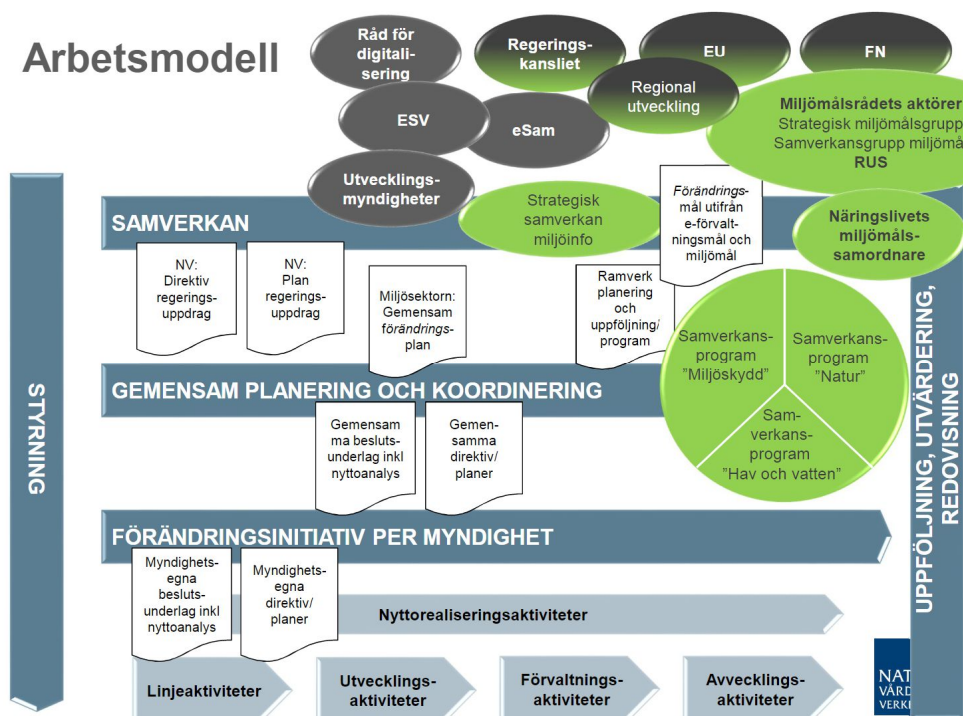 Arbetsmodell
Råd för
digitali-
sering
Regerings-
kansliet
EU
FN
Regional
utveckling
ESV
eSam
Miljömålsrådets aktörer
Strategisk miljömålsgrupp
Samverkansgrupp miljömå
RUS
Utvecklings-
myndigheter
Strategisk
samverkan
miljöinfo
Förändrings-
mål utifrån
e-förvalt-
ningsmål och
miljömål
Näringslivets
miljömåls-
samordnare
SAMVERKAN
NV:
Direktiv
regerings-
uppdrag
NV:
Plan
regerings-
uppdrag
Miljösektorn:
Gemensam
förändrings-
plan
Ramverk
planering
och
uppföljning/
program
Samverkans-
program
"Miljöskydd"
Samverkans-
program
"Natur"
Sam-
verkans-
program
"Hav och vatten"
GEMENSAM PLANERING OCH KOORDINERING
Gemensam
ma besluts-
underlag inkl
nyttoanalys
Gemen-
samma
direktiv/
planer
STYRNING
UPPFÖLJNING, UTVÄRDERING,
REDOVISNING
FÖRÄNDRINGSINITIATIV PER MYNDIGHET
Myndighets-
egna
besluts-
underlag inkl
nyttoanalys
Myndighets-
egna
direktiv/
planer
Nyttorealiseringsaktiviteter
Linjeaktiviteter
Utvecklings-
aktiviteter
Förvaltnings-
aktiviteter
Avvecklings-
aktiviteter
NAT
VÅRD
VERKE